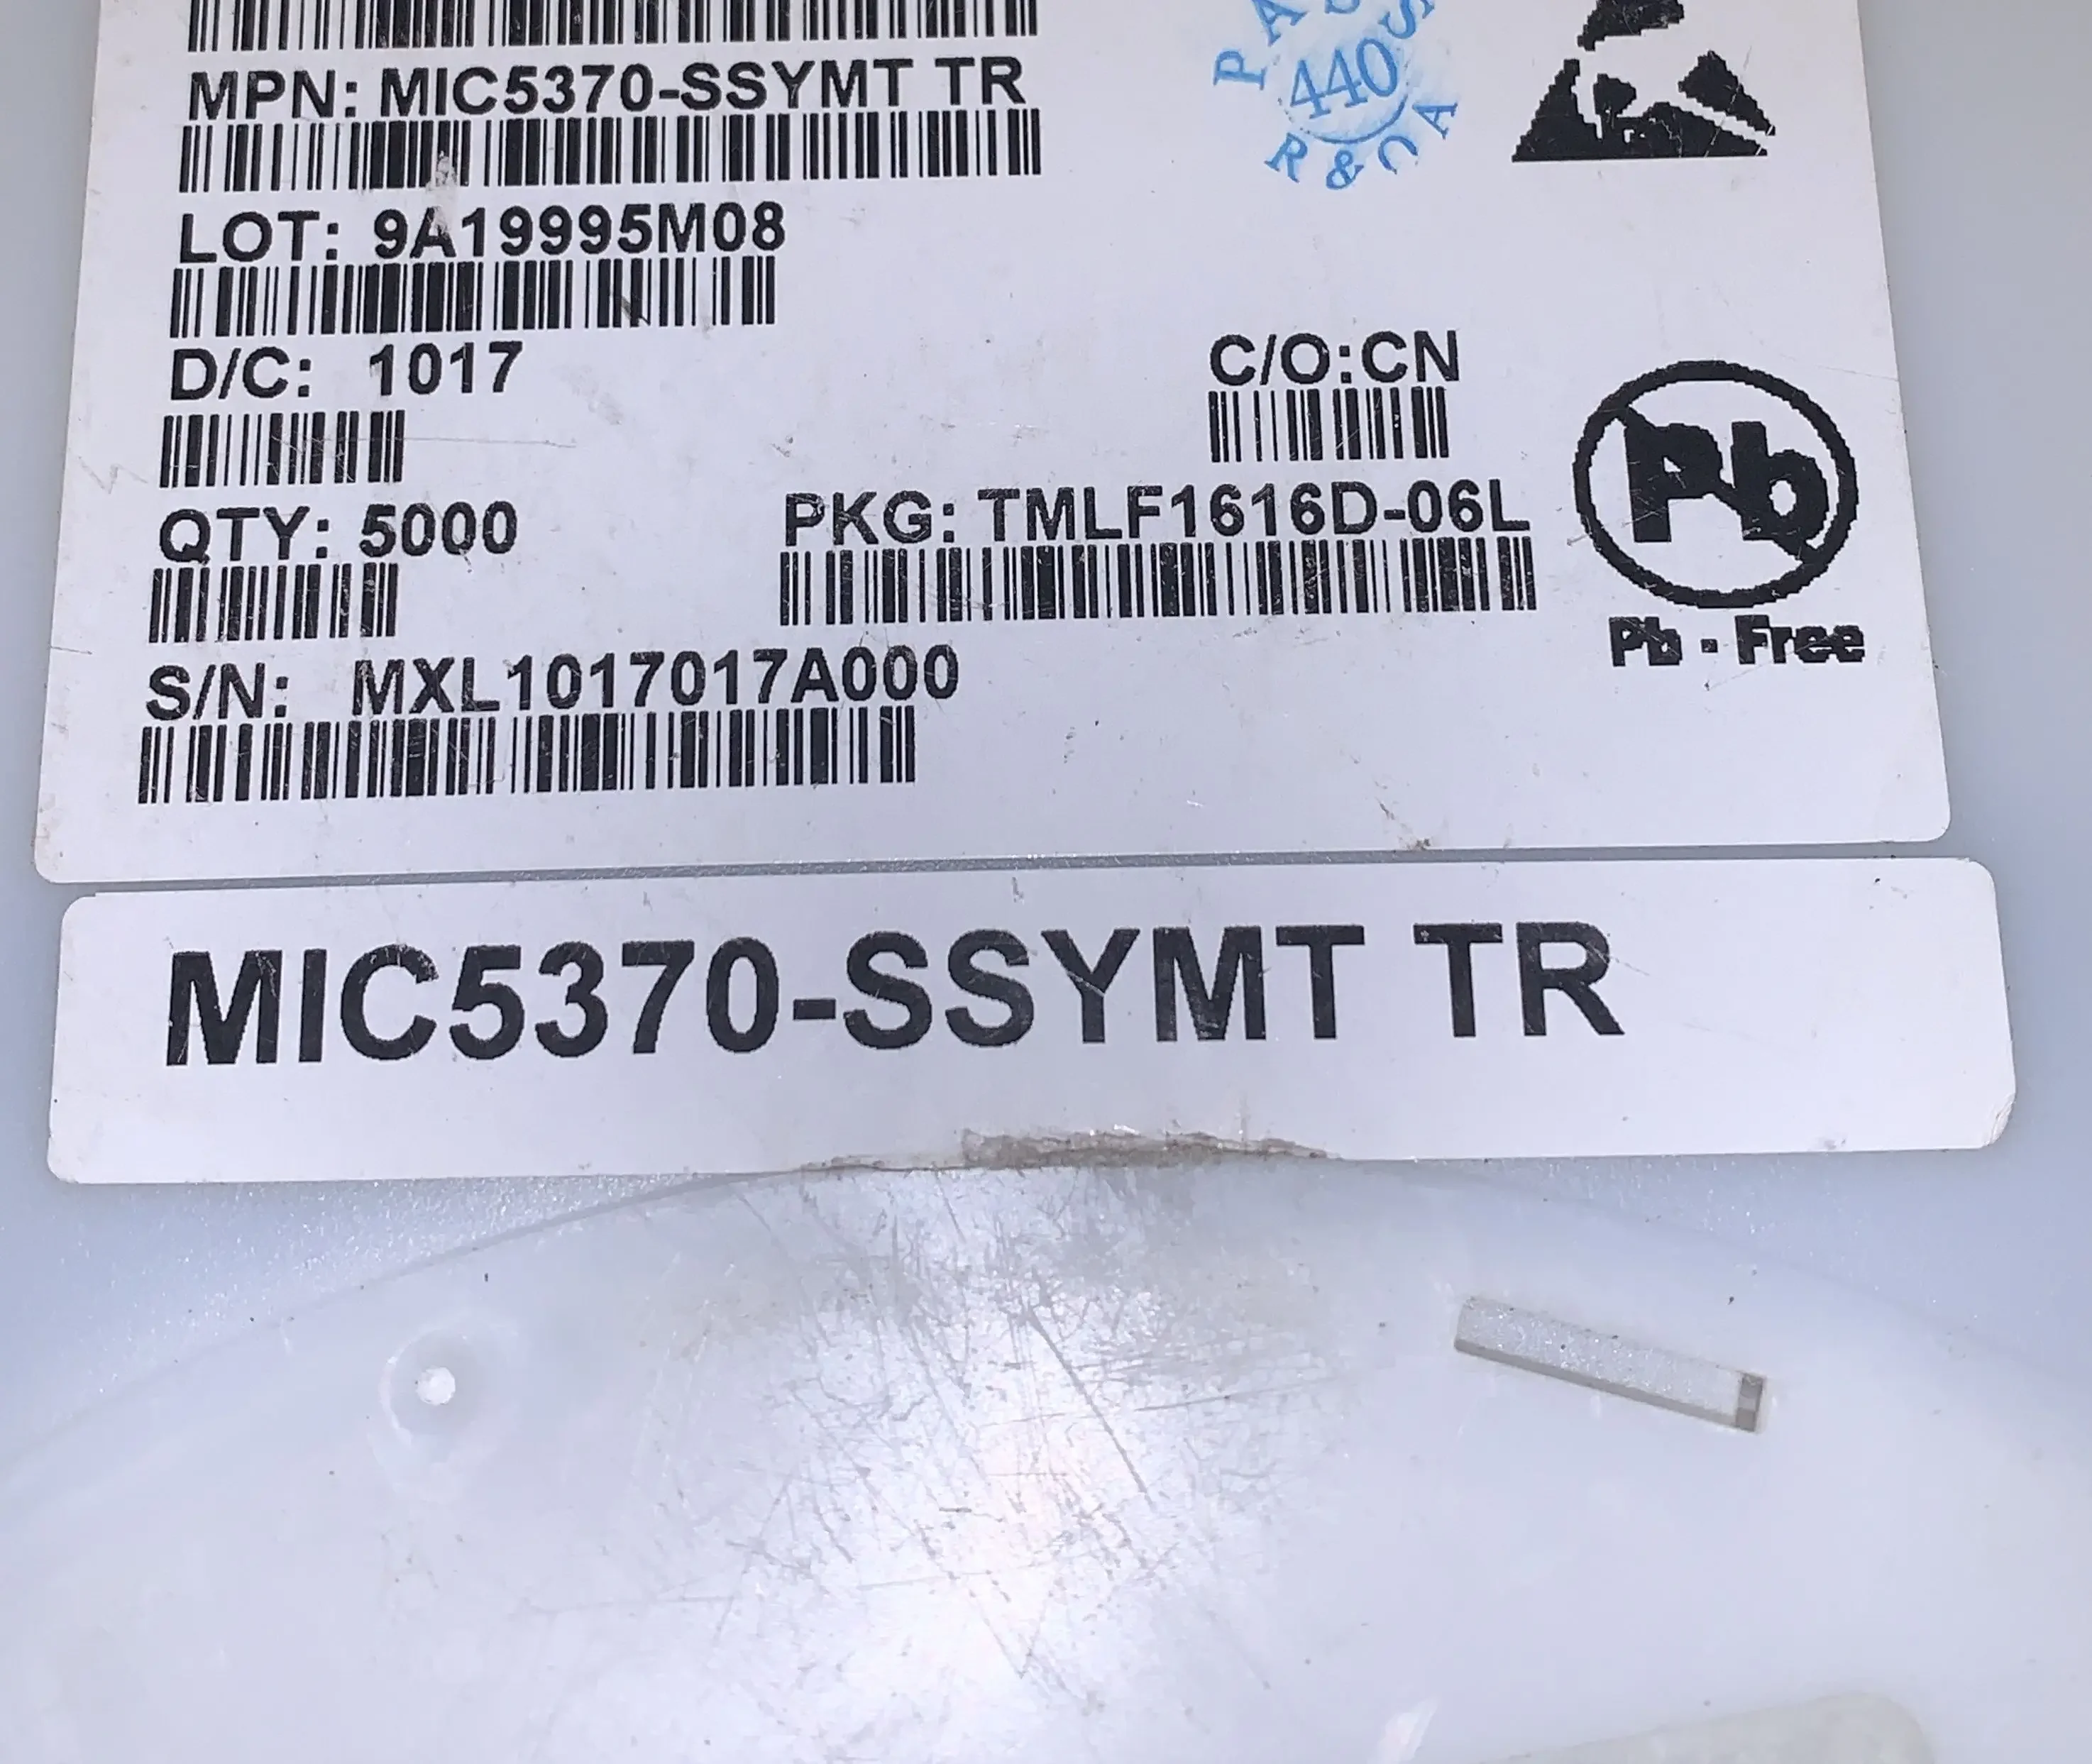 MPN: MIC5370-SSYMT TR
PASS
440
R & QA
LOT: 9A19995M08
D/C: 1017
C/O:CN
QTY: 5000
PKG: TMLF1616D-06L
Pb
Pb - Free
S/N: MXL1017017A000
MIC5370-SSYMT TR